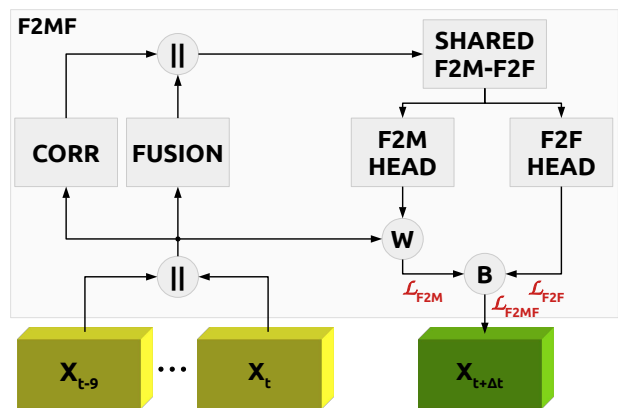 F2MF
||
SHARED
F2M-F2F
CORR
FUSION
F2M
HEAD
F2F
HEAD
W
||
B
ℒF2M
ℒF2F
ℒF2MF
Xt-9
•••
Xt
Xt+Δt